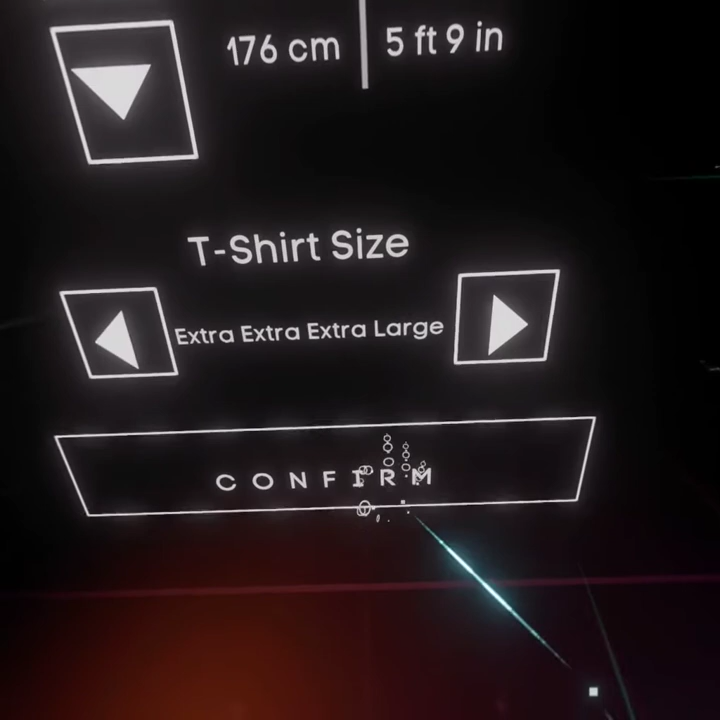 176 cm | 5 ft 9 in
T-Shirt Size
Extra Extra Extra Large
CONFIRM